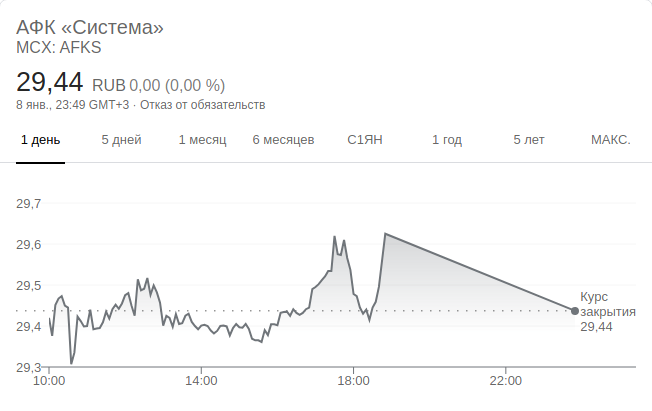 АФК «Система»
MCX: AFKS
29,44 RUB 0,00 (0,00 %)
8 янв., 23:49 GMT+3 · Отказ от обязательств
1 день 5 дней 1 месяц 6 месяцев С1ЯН 1 год 5 лет МАКС.
29,7
29,6
29,5
29,4
29,3
Курс
закрытия
29,44
10:00 14:00 18:00 22:00